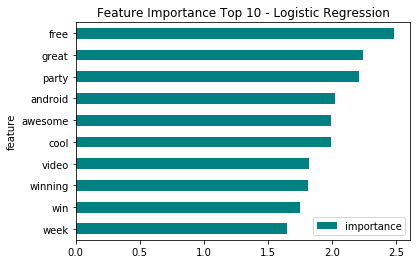 Feature Importance Top 10 - Logistic Regression
free
great
party
android
awesome
cool
video
winning
win
week
feature
importance
0.0 0.5 1.0 1.5 2.0 2.5